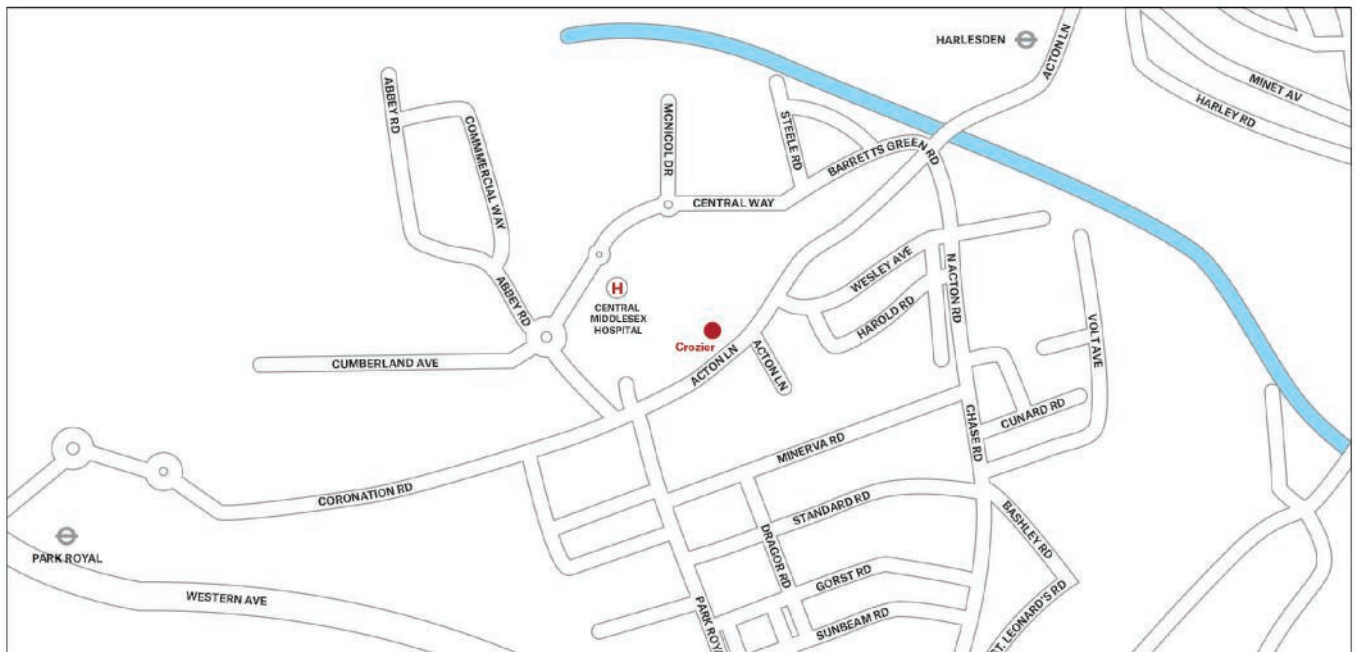 HARLESDEN
ACTON LN
MINET AV
HARLEY RD
ABBEY RD
COMMMERCIAL WAY
MCNICOL DR
STEELE RD
BARRETTS GREEN RD
CENTRAL WAY
ABBEY RD
H
CENTRAL
MIDDLESEX
HOSPITAL
WESLEY AVE
HAROLD RD
N ACTON RD
VOLT AVE
Crozier
ACTON LN
ACTON LN
CUMBERLAND AVE
CUNARD RD
CHASE RD
MINERVA RD
CORONATION RD
STANDARD RD
BASHLEY RD
DRAGOR RD
PARK ROYAL
GORST RD
WESTERN AVE
PARK ROYA
SUNBEAM RD
ST. LEONARD'S RD